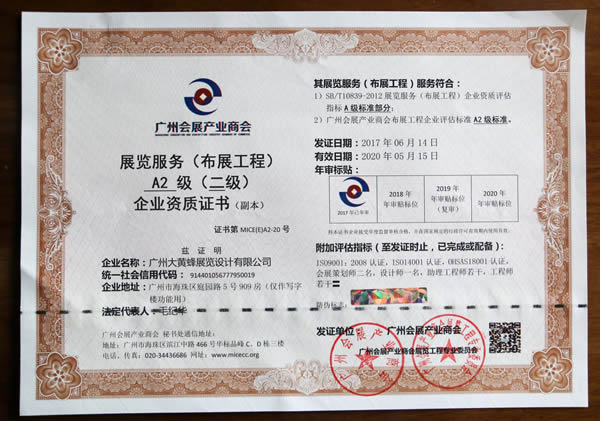 广州会展产业商会
展览服务（布展工程）
A2 级（二级）
企业资质证书（副本）
证书第 MICE(E)A2-20 号
兹 证 明
企业名称：广州大黄蜂展览设计有限公司
统一社会信用代码：914401056777950019
企业地址：广州市海珠区庭园路 5 号 909 房（仅作写字
楼功能用）
法定代表人：毛纪华
广州会展产业商会 秘书处通信地址：
地址：广州市海珠区滨江中路 466 号华标品峰 C、D 栋三楼
电话、传真：020-34436686 网址：www.micecc.org
其展览服务（布展工程）服务符合：
1）SB/T10839-2012 展览服务（布展工程）企业资质评估
指标 A 级标准部分；
2）广州会展产业商会布展工程企业评估标准 A2 级标准。
发证日期：2017 年 06 月 14 日
有效日期：2020 年 05 月 15 日
年审标贴：
2017 年已年审
2018 年
年审贴标位
2019 年
年审贴标位
（复审）
2020 年
年审贴标位
附加评估指标（至发证时止，已完成或配备）：
ISO9001：2008 认证，ISO14001 认证，OHSAS18001 认证
会展策划师二名，设计师一名，助理工程师若干，工程师
若干
防伪标志：
发证单位： 广州会展产业商会
广州会展产业商会展览工程专业委员会